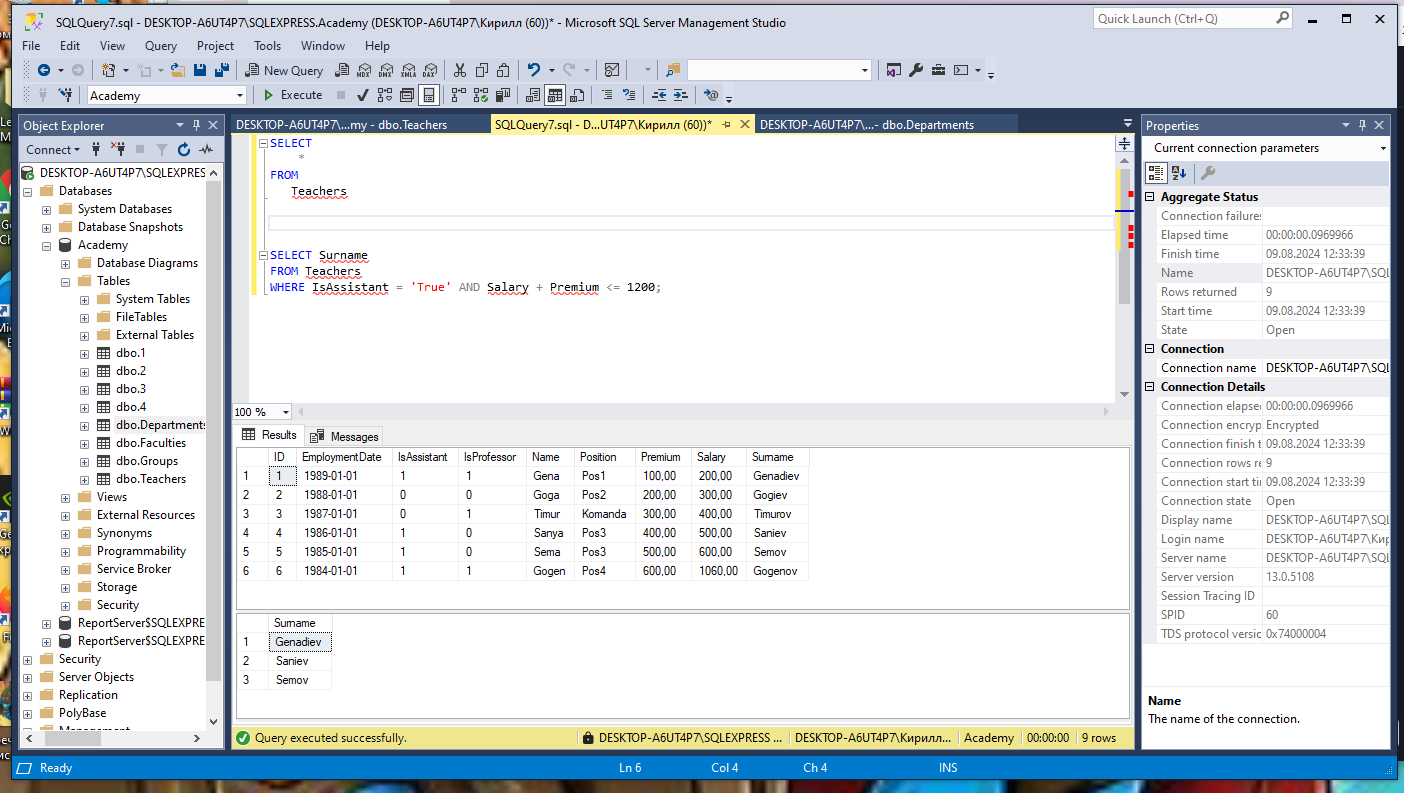 SQLQuery7.sql - DESKTOP-A6UT4P7\SQLEXPRESS.Academy (DESKTOP-A6UT4P7\Кирилл (60))* - Microsoft SQL Server Management Studio
Quick Launch (Ctrl+Q)
File Edit View Query Project Tools Window Help
New Query MDX DMX XMLA DAX
Academy Execute
Object Explorer
Connect
DESKTOP-A6UT4P7\SQLEXPRES
Databases
System Databases
Database Snapshots
Academy
Database Diagrams
Tables
System Tables
FileTables
External Tables
dbo.1
dbo.2
dbo.3
dbo.4
dbo.Departments
dbo.Faculties
dbo.Groups
dbo.Teachers
Views
External Resources
Synonyms
Programmability
Service Broker
Storage
Security
ReportServer$SQLEXPRE
ReportServer$SQLEXPRE
Security
Server Objects
Replication
PolyBase
Management
DESKTOP-A6UT4P7\...my - dbo.Teachers
SQLQuery7.sql - D...UT4P7\Кирилл (60))*
DESKTOP-A6UT4P7\...- dbo.Departments
SELECT
*
FROM
Teachers
SELECT Surname
FROM Teachers
WHERE IsAssistant = 'True' AND Salary + Premium <= 1200;
100 %
Results Messages
ID EmploymentDate IsAssistant IsProfessor Name Position Premium Salary Surname
1 1 1989-01-01 1 1 Gena Pos1 100,00 200,00 Genadiev
2 2 1988-01-01 0 0 Goga Pos2 200,00 300,00 Gogiev
3 3 1987-01-01 0 1 Timur Komanda 300,00 400,00 Timurov
4 4 1986-01-01 1 0 Sanya Pos3 400,00 500,00 Saniev
5 5 1985-01-01 1 0 Sema Pos3 500,00 600,00 Semov
6 6 1984-01-01 1 1 Gogen Pos4 600,00 1060,00 Gogenov
Surname
1 Genadiev
2 Saniev
3 Semov
Query executed successfully. DESKTOP-A6UT4P7\SQLEXPRESS ... DESKTOP-A6UT4P7\Кирилл... Academy 00:00:00 9 rows
Properties
Current connection parameters
Aggregate Status
Connection failures
Elapsed time 00:00:00.0969966
Finish time 09.08.2024 12:33:39
Name DESKTOP-A6UT4P7\SQL
Rows returned 9
Start time 09.08.2024 12:33:39
State Open
Connection
Connection name DESKTOP-A6UT4P7\SQL
Connection Details
Connection elapse 00:00:00.0969966
Connection encryp Encrypted
Connection finish t 09.08.2024 12:33:39
Connection rows re 9
Connection start ti 09.08.2024 12:33:39
Connection state Open
Display name DESKTOP-A6UT4P7\SQL
Login name DESKTOP-A6UT4P7\Кир
Server name DESKTOP-A6UT4P7\SQL
Server version 13.0.5108
Session Tracing ID
SPID 60
TDS protocol versic 0x74000004
Name
The name of the connection.
Ready Ln 6 Col 4 Ch 4 INS